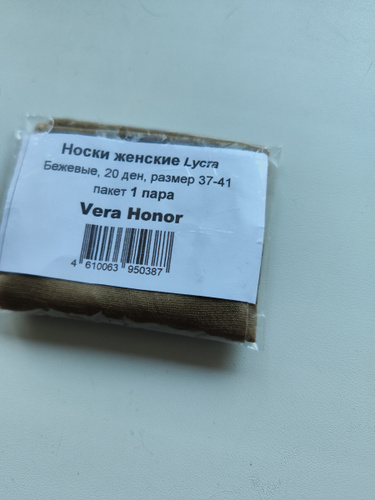 Носки женские Lycra
Бежевые, 20 ден, размер 37-41
пакет 1 пара
Vera Honor
4 610063 950387